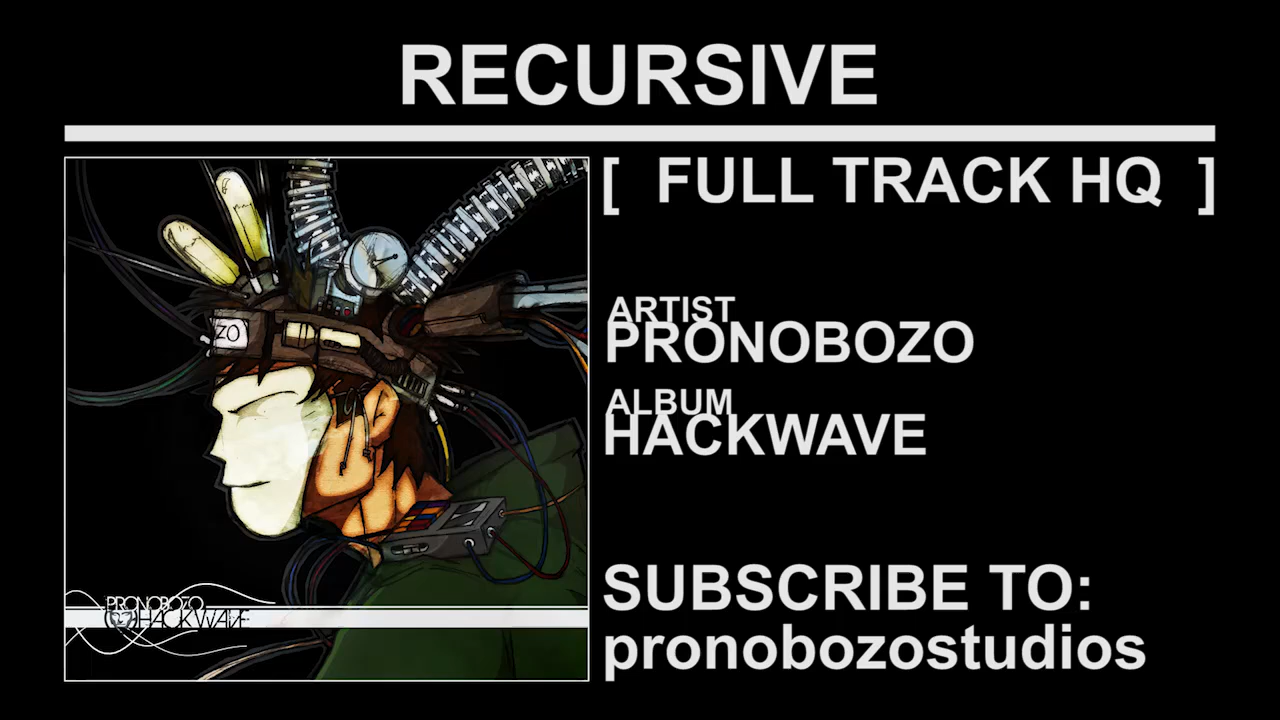 RECURSIVE
[ FULL TRACK HQ ]
ARTIST
PRONOBOZO
ALBUM
HACKWAVE
SUBSCRIBE TO:
pronobozostudios
ZO
PRONOBOZO
HACKWAVE